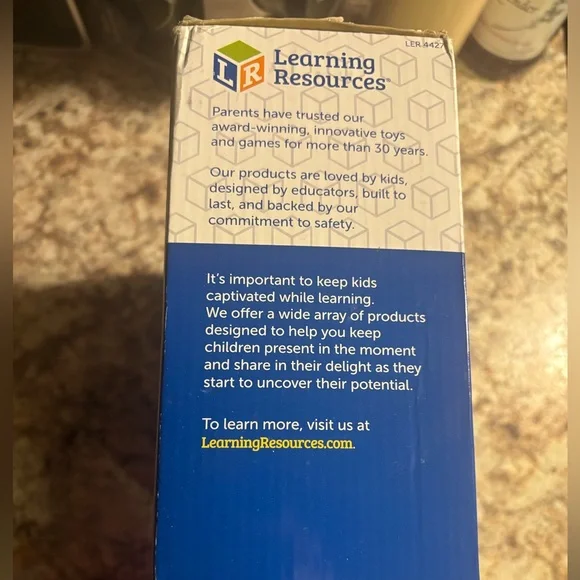 LER 4427
L R
Learning
Resources®
Parents have trusted our
award-winning, innovative toys
and games for more than 30 years.
Our products are loved by kids,
designed by educators, built to
last, and backed by our
commitment to safety.
It's important to keep kids
captivated while learning.
We offer a wide array of products
designed to help you keep
children present in the moment
and share in their delight as they
start to uncover their potential.
To learn more, visit us at
LearningResources.com.